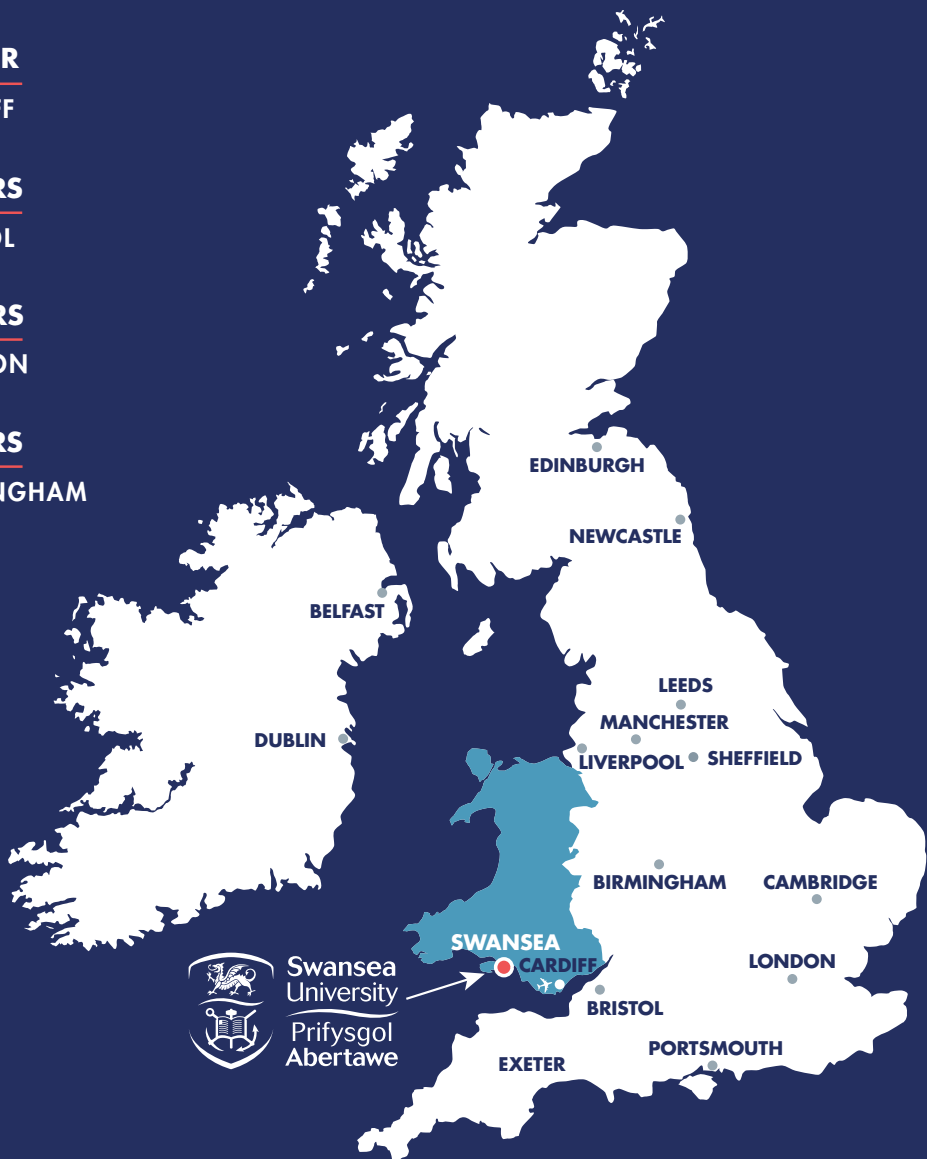 R
FF
RS
OL
RS
ON
RS
NGHAM
EDINBURGH
NEWCASTLE
BELFAST
LEEDS
MANCHESTER
DUBLIN
LIVERPOOL
SHEFFIELD
BIRMINGHAM
CAMBRIDGE
SWANSEA
CARDIFF
LONDON
BRISTOL
PORTSMOUTH
EXETER
Swansea
University
Prifysgol
Abertawe